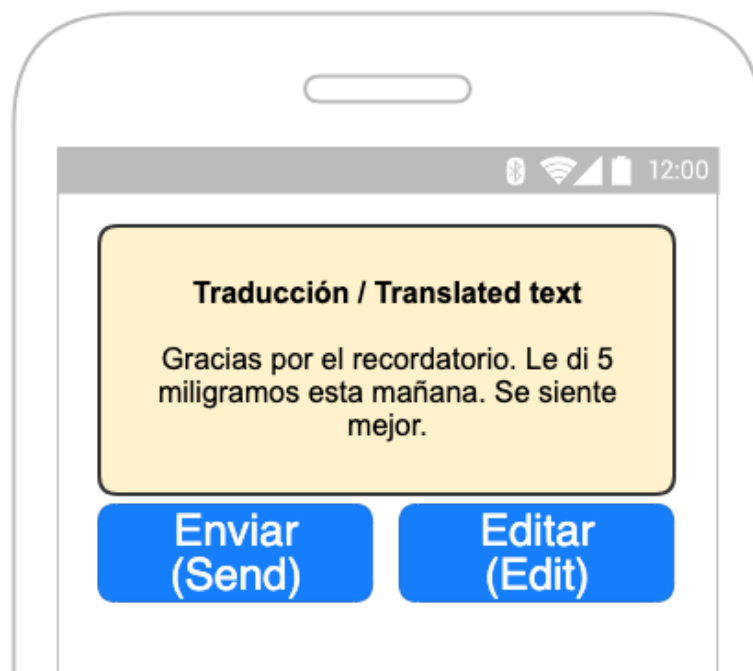 12:00
Traducción / Translated text
Gracias por el recordatorio. Le di 5
miligramos esta mañana. Se siente
mejor.
Enviar
(Send)
Editar
(Edit)